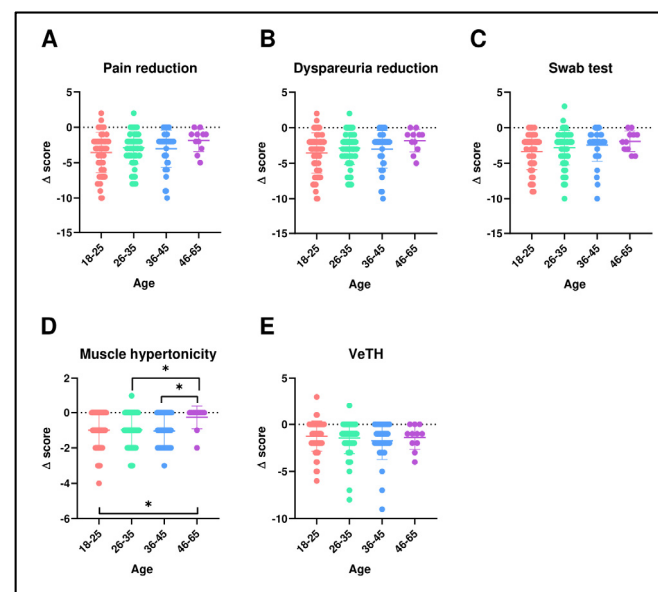 A
Pain reduction
5
0
-5
-10
-15
Δ score
18-25
26-35
36-45
46-65
Age
B
Dyspareuria reduction
5
0
-5
-10
-15
Δ score
18-25
26-35
36-45
46-65
Age
C
Swab test
5
0
-5
-10
-15
Δ score
18-25
26-35
36-45
46-65
Age
D
Muscle hypertonicity
*
*
2
0
-2
-4
-6
Δ score
*
18-25
26-35
36-45
46-65
Age
E
VeTH
5
0
-5
-10
Δ score
18-25
26-35
36-45
46-65
Age